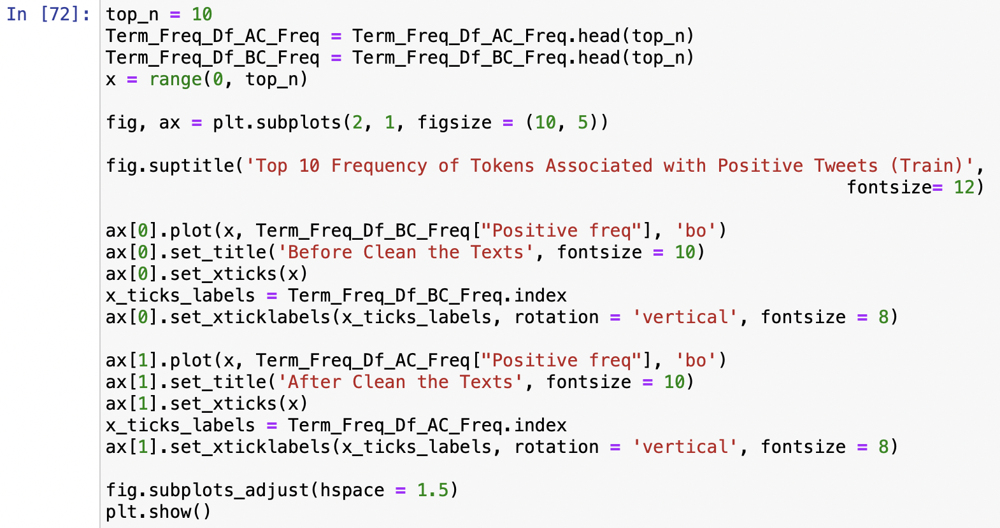 In [72]: top_n = 10
Term_Freq_Df_AC_Freq = Term_Freq_Df_AC_Freq.head(top_n)
Term_Freq_Df_BC_Freq = Term_Freq_Df_BC_Freq.head(top_n)
x = range(0, top_n)

fig, ax = plt.subplots(2, 1, figsize = (10, 5))

fig.suptitle('Top 10 Frequency of Tokens Associated with Positive Tweets (Train)',
fontsize= 12)

ax[0].plot(x, Term_Freq_Df_BC_Freq["Positive freq"], 'bo')
ax[0].set_title('Before Clean the Texts', fontsize = 10)
ax[0].set_xticks(x)
x_ticks_labels = Term_Freq_Df_BC_Freq.index
ax[0].set_xticklabels(x_ticks_labels, rotation = 'vertical', fontsize = 8)

ax[1].plot(x, Term_Freq_Df_AC_Freq["Positive freq"], 'bo')
ax[1].set_title('After Clean the Texts', fontsize = 10)
ax[1].set_xticks(x)
x_ticks_labels = Term_Freq_Df_AC_Freq.index
ax[1].set_xticklabels(x_ticks_labels, rotation = 'vertical', fontsize = 8)

fig.subplots_adjust(hspace = 1.5)
plt.show()